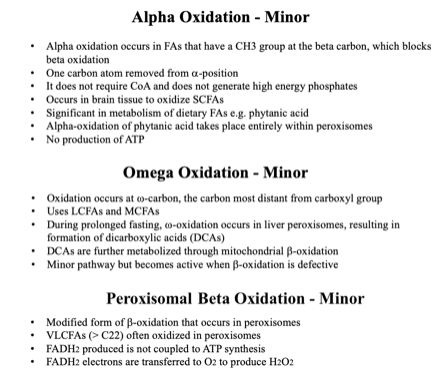 Alpha Oxidation - Minor
• Alpha oxidation occurs in FAs that have a CH3 group at the beta carbon, which blocks
beta oxidation
• One carbon atom removed from α-position
• It does not require CoA and does not generate high energy phosphates
• Occurs in brain tissue to oxidize SCFAs
• Significant in metabolism of dietary FAs e.g. phytanic acid
• Alpha-oxidation of phytanic acid takes place entirely within peroxisomes
• No production of ATP
Omega Oxidation - Minor
• Oxidation occurs at ω-carbon, the carbon most distant from carboxyl group
• Uses LCFAs and MCFAs
• During prolonged fasting, ω-oxidation occurs in liver peroxisomes, resulting in
formation of dicarboxylic acids (DCAs)
• DCAs are further metabolized through mitochondrial β-oxidation
• Minor pathway but becomes active when β-oxidation is defective
Peroxisomal Beta Oxidation - Minor
• Modified form of β-oxidation that occurs in peroxisomes
• VLCFAs (> C22) often oxidized in peroxisomes
• FADH2 produced is not coupled to ATP synthesis
• FADH2 electrons are transferred to O2 to produce H2O2